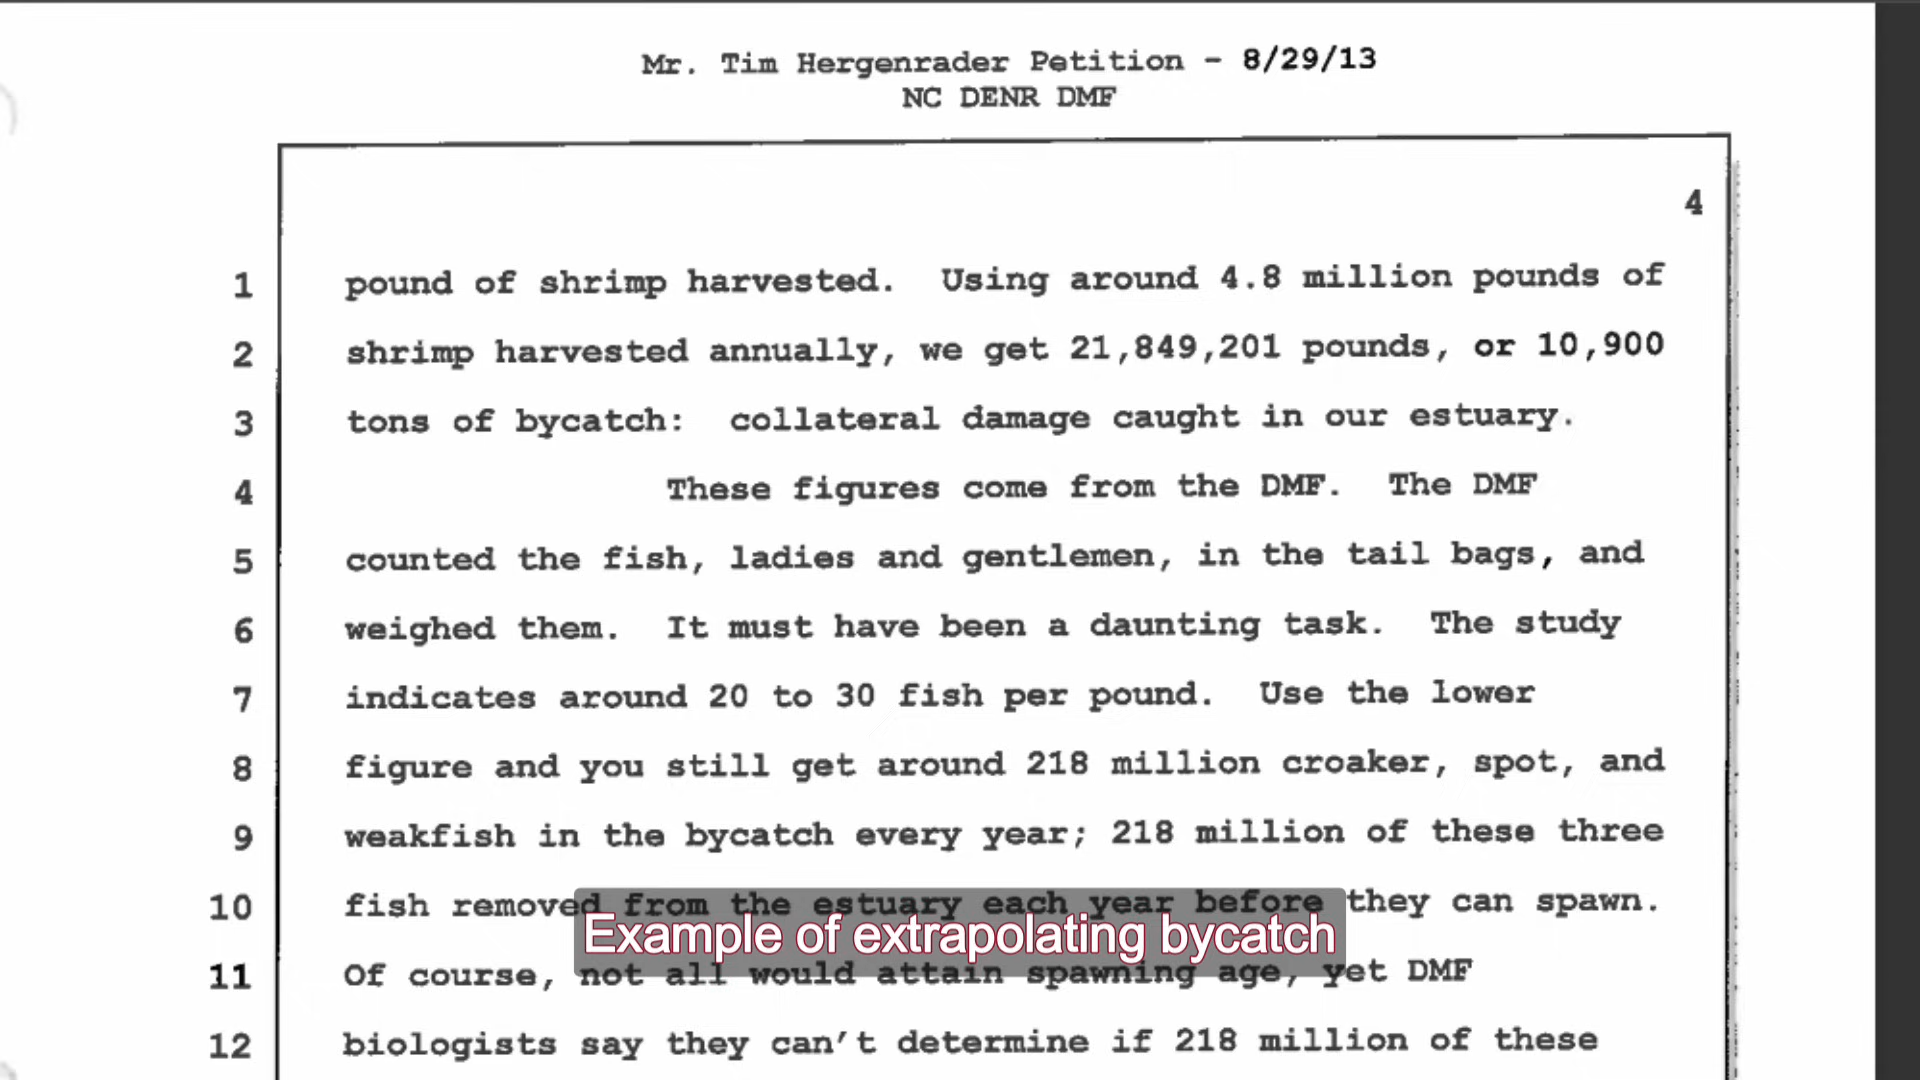 Mr. Tim Hergenrader Petition - 8/29/13
NC DENR DMF
4
1 pound of shrimp harvested. Using around 4.8 million pounds of
2 shrimp harvested annually, we get 21,849,201 pounds, or 10,900
3 tons of bycatch: collateral damage caught in our estuary.
4 These figures come from the DMF. The DMF
5 counted the fish, ladies and gentlemen, in the tail bags, and
6 weighed them. It must have been a daunting task. The study
7 indicates around 20 to 30 fish per pound. Use the lower
8 figure and you still get around 218 million croaker, spot, and
9 weakfish in the bycatch every year; 218 million of these three
10 fish removed from the estuary each year before they can spawn.
Example of extrapolating bycatch
11 Of course, not all would attain spawning age, yet DMF
12 biologists say they can't determine if 218 million of these